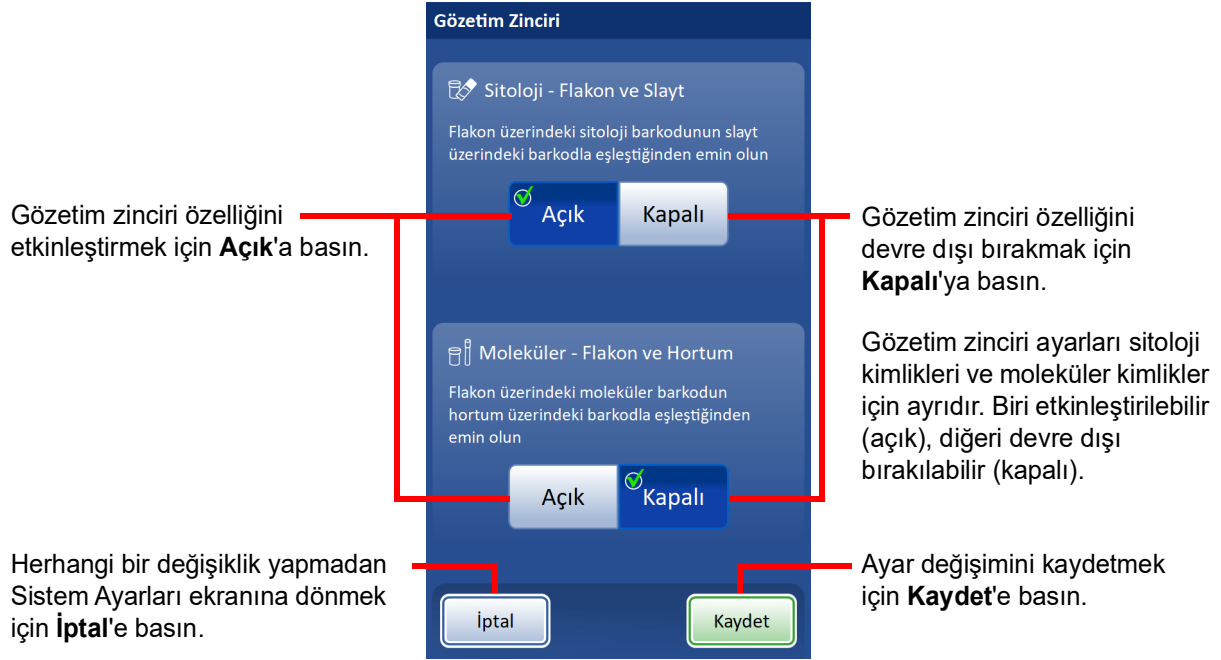 Gözetim Zinciri
Sitoloji - Flakon ve Slayt
Flakon üzerindeki sitoloji barkodunun slayt
üzerindeki barkodla eşleştiğinden emin olun
Açık
Kapalı
Gözetim zinciri özelliğini
etkinleştirmek için Açık'a basın.
Gözetim zinciri özelliğini
devre dışı bırakmak için
Kapalı'ya basın.
Gözetim zinciri ayarları sitoloji
kimlikleri ve moleküler kimlikler
için ayrıdır. Biri etkinleştirilebilir
(açık), diğeri devre dışı
bırakılabilir (kapalı).
Moleküler - Flakon ve Hortum
Flakon üzerindeki moleküler barkodun
hortum üzerindeki barkodla eşleştiğinden
emin olun
Açık
Kapalı
Herhangi bir değişiklik yapmadan
Sistem Ayarları ekranına dönmek
için İptal'e basın.
İptal
Kaydet
Ayar değişimini kaydetmek
için Kaydet'e basın.